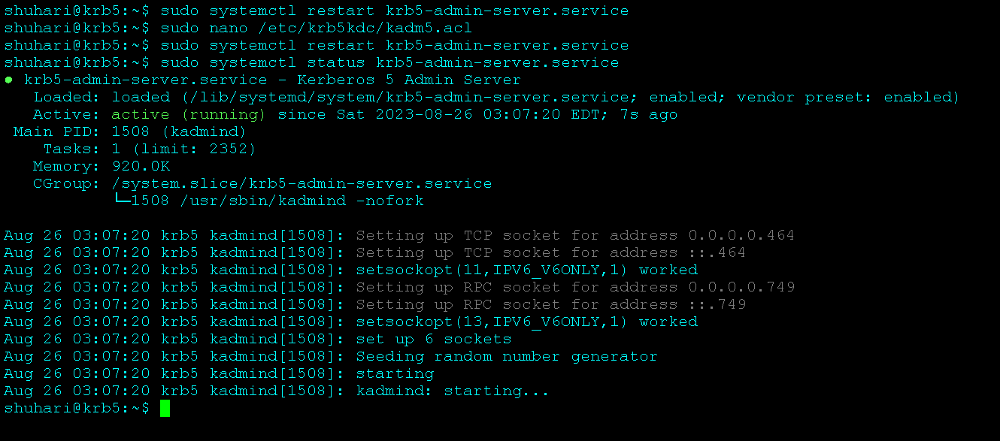 shuhari@krb5:~$ sudo systemctl restart krb5-admin-server.service
shuhari@krb5:~$ sudo nano /etc/krb5kdc/kadm5.acl
shuhari@krb5:~$ sudo systemctl restart krb5-admin-server.service
shuhari@krb5:~$ sudo systemctl status krb5-admin-server.service
● krb5-admin-server.service - Kerberos 5 Admin Server
   Loaded: loaded (/lib/systemd/system/krb5-admin-server.service; enabled; vendor preset: enabled)
   Active: active (running) since Sat 2023-08-26 03:07:20 EDT; 7s ago
 Main PID: 1508 (kadmind)
    Tasks: 1 (limit: 2352)
   Memory: 920.0K
   CGroup: /system.slice/krb5-admin-server.service
           └─1508 /usr/sbin/kadmind -nofork

Aug 26 03:07:20 krb5 kadmind[1508]: Setting up TCP socket for address 0.0.0.0.464
Aug 26 03:07:20 krb5 kadmind[1508]: Setting up TCP socket for address ::.464
Aug 26 03:07:20 krb5 kadmind[1508]: setsockopt(11,IPV6_V6ONLY,1) worked
Aug 26 03:07:20 krb5 kadmind[1508]: Setting up RPC socket for address 0.0.0.0.749
Aug 26 03:07:20 krb5 kadmind[1508]: Setting up RPC socket for address ::.749
Aug 26 03:07:20 krb5 kadmind[1508]: setsockopt(13,IPV6_V6ONLY,1) worked
Aug 26 03:07:20 krb5 kadmind[1508]: set up 6 sockets
Aug 26 03:07:20 krb5 kadmind[1508]: Seeding random number generator
Aug 26 03:07:20 krb5 kadmind[1508]: starting
Aug 26 03:07:20 krb5 kadmind[1508]: kadmind: starting...
shuhari@krb5:~$